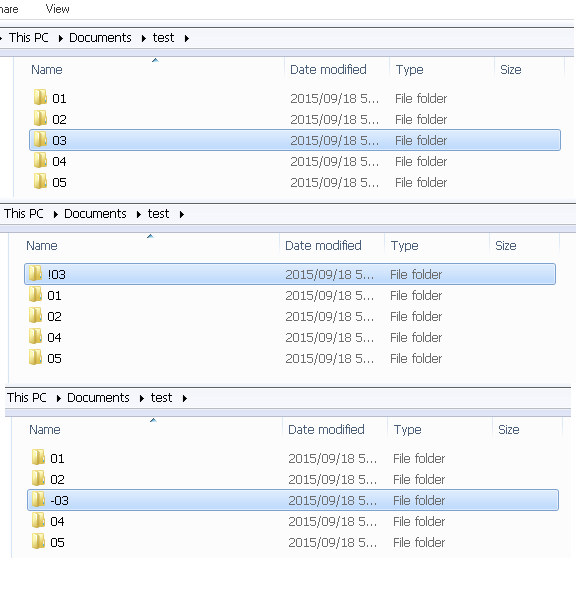 hare View
This PC Documents test
Name Date modified Type Size
01 2015/09/18 5... File folder
02 2015/09/18 5... File folder
03 2015/09/18 5... File folder
04 2015/09/18 5... File folder
05 2015/09/18 5... File folder
This PC Documents test
Name Date modified Type Size
!03 2015/09/18 5... File folder
01 2015/09/18 5... File folder
02 2015/09/18 5... File folder
04 2015/09/18 5... File folder
05 2015/09/18 5... File folder
This PC Documents test
Name Date modified Type Size
01 2015/09/18 5... File folder
02 2015/09/18 5... File folder
-03 2015/09/18 5... File folder
04 2015/09/18 5... File folder
05 2015/09/18 5... File folder